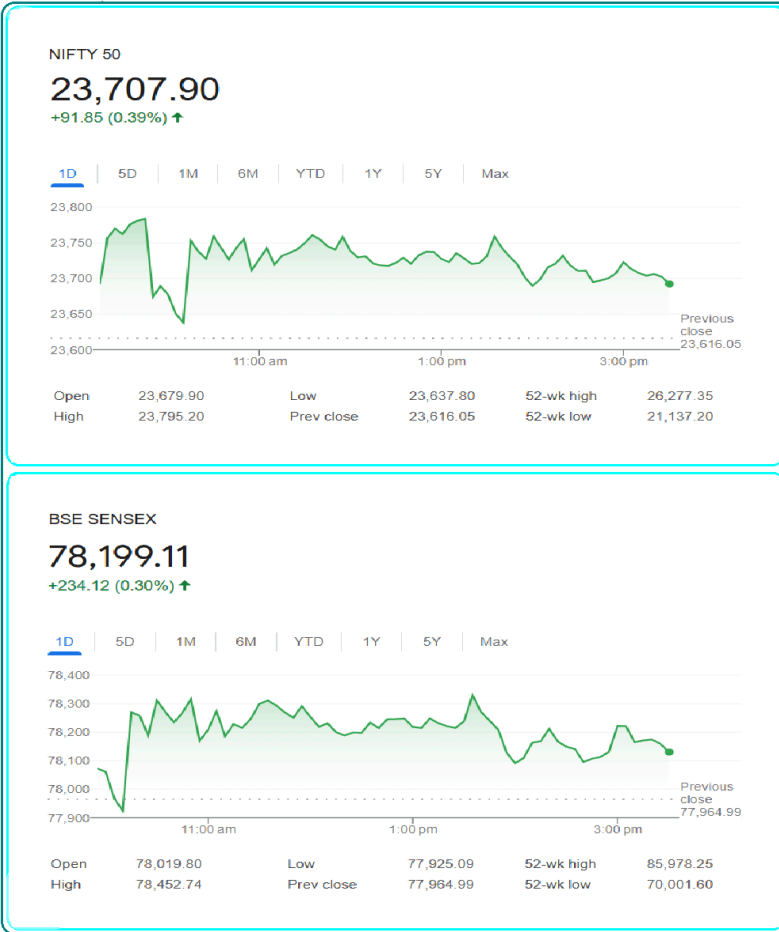 NIFTY 50
23,707.90
+91.85 (0.39%) ↑
1D 5D 1M 6M YTD 1Y 5Y Max
23,800
23,750
23,700
23,650
23,600
Previous
close
23,616.05
11:00 am 1:00 pm 3:00 pm
Open 23,679.90 Low 23,637.80 52-wk high 26,277.35
High 23,795.20 Prev close 23,616.05 52-wk low 21,137.20
BSE SENSEX
78,199.11
+234.12 (0.30%) ↑
1D 5D 1M 6M YTD 1Y 5Y Max
78,400
78,300
78,200
78,100
78,000
77,900
Previous
close
77,964.99
11:00 am 1:00 pm 3:00 pm
Open 78,019.80 Low 77,925.09 52-wk high 85,978.25
High 78,452.74 Prev close 77,964.99 52-wk low 70,001.60